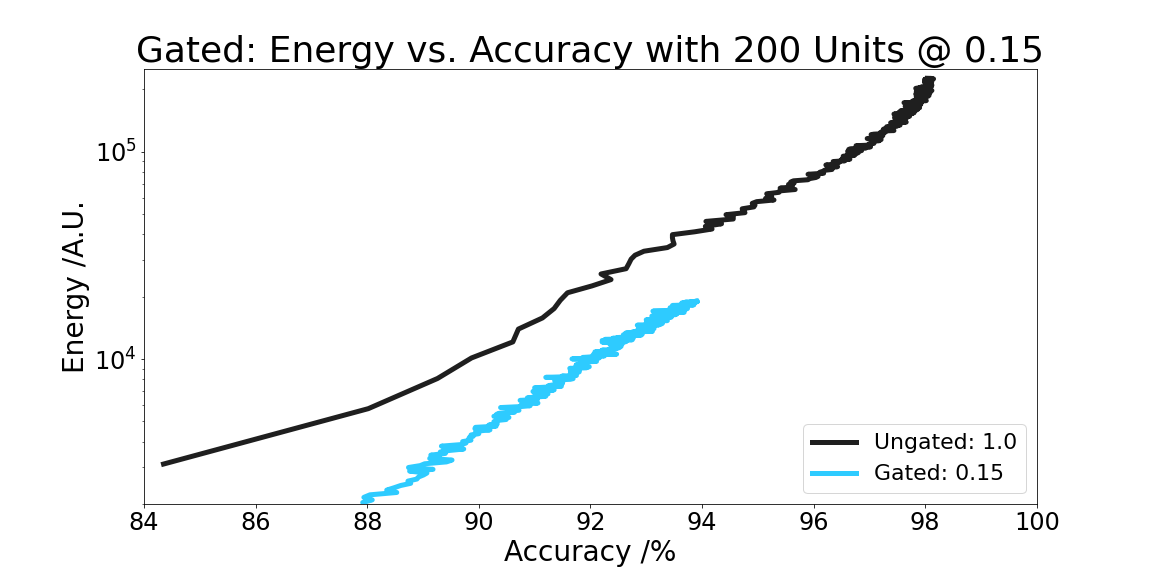 Gated: Energy vs. Accuracy with 200 Units @ 0.15
Energy /A.U.
10^5
10^4
Ungated: 1.0
Gated: 0.15
84 86 88 90 92 94 96 98 100
Accuracy /%